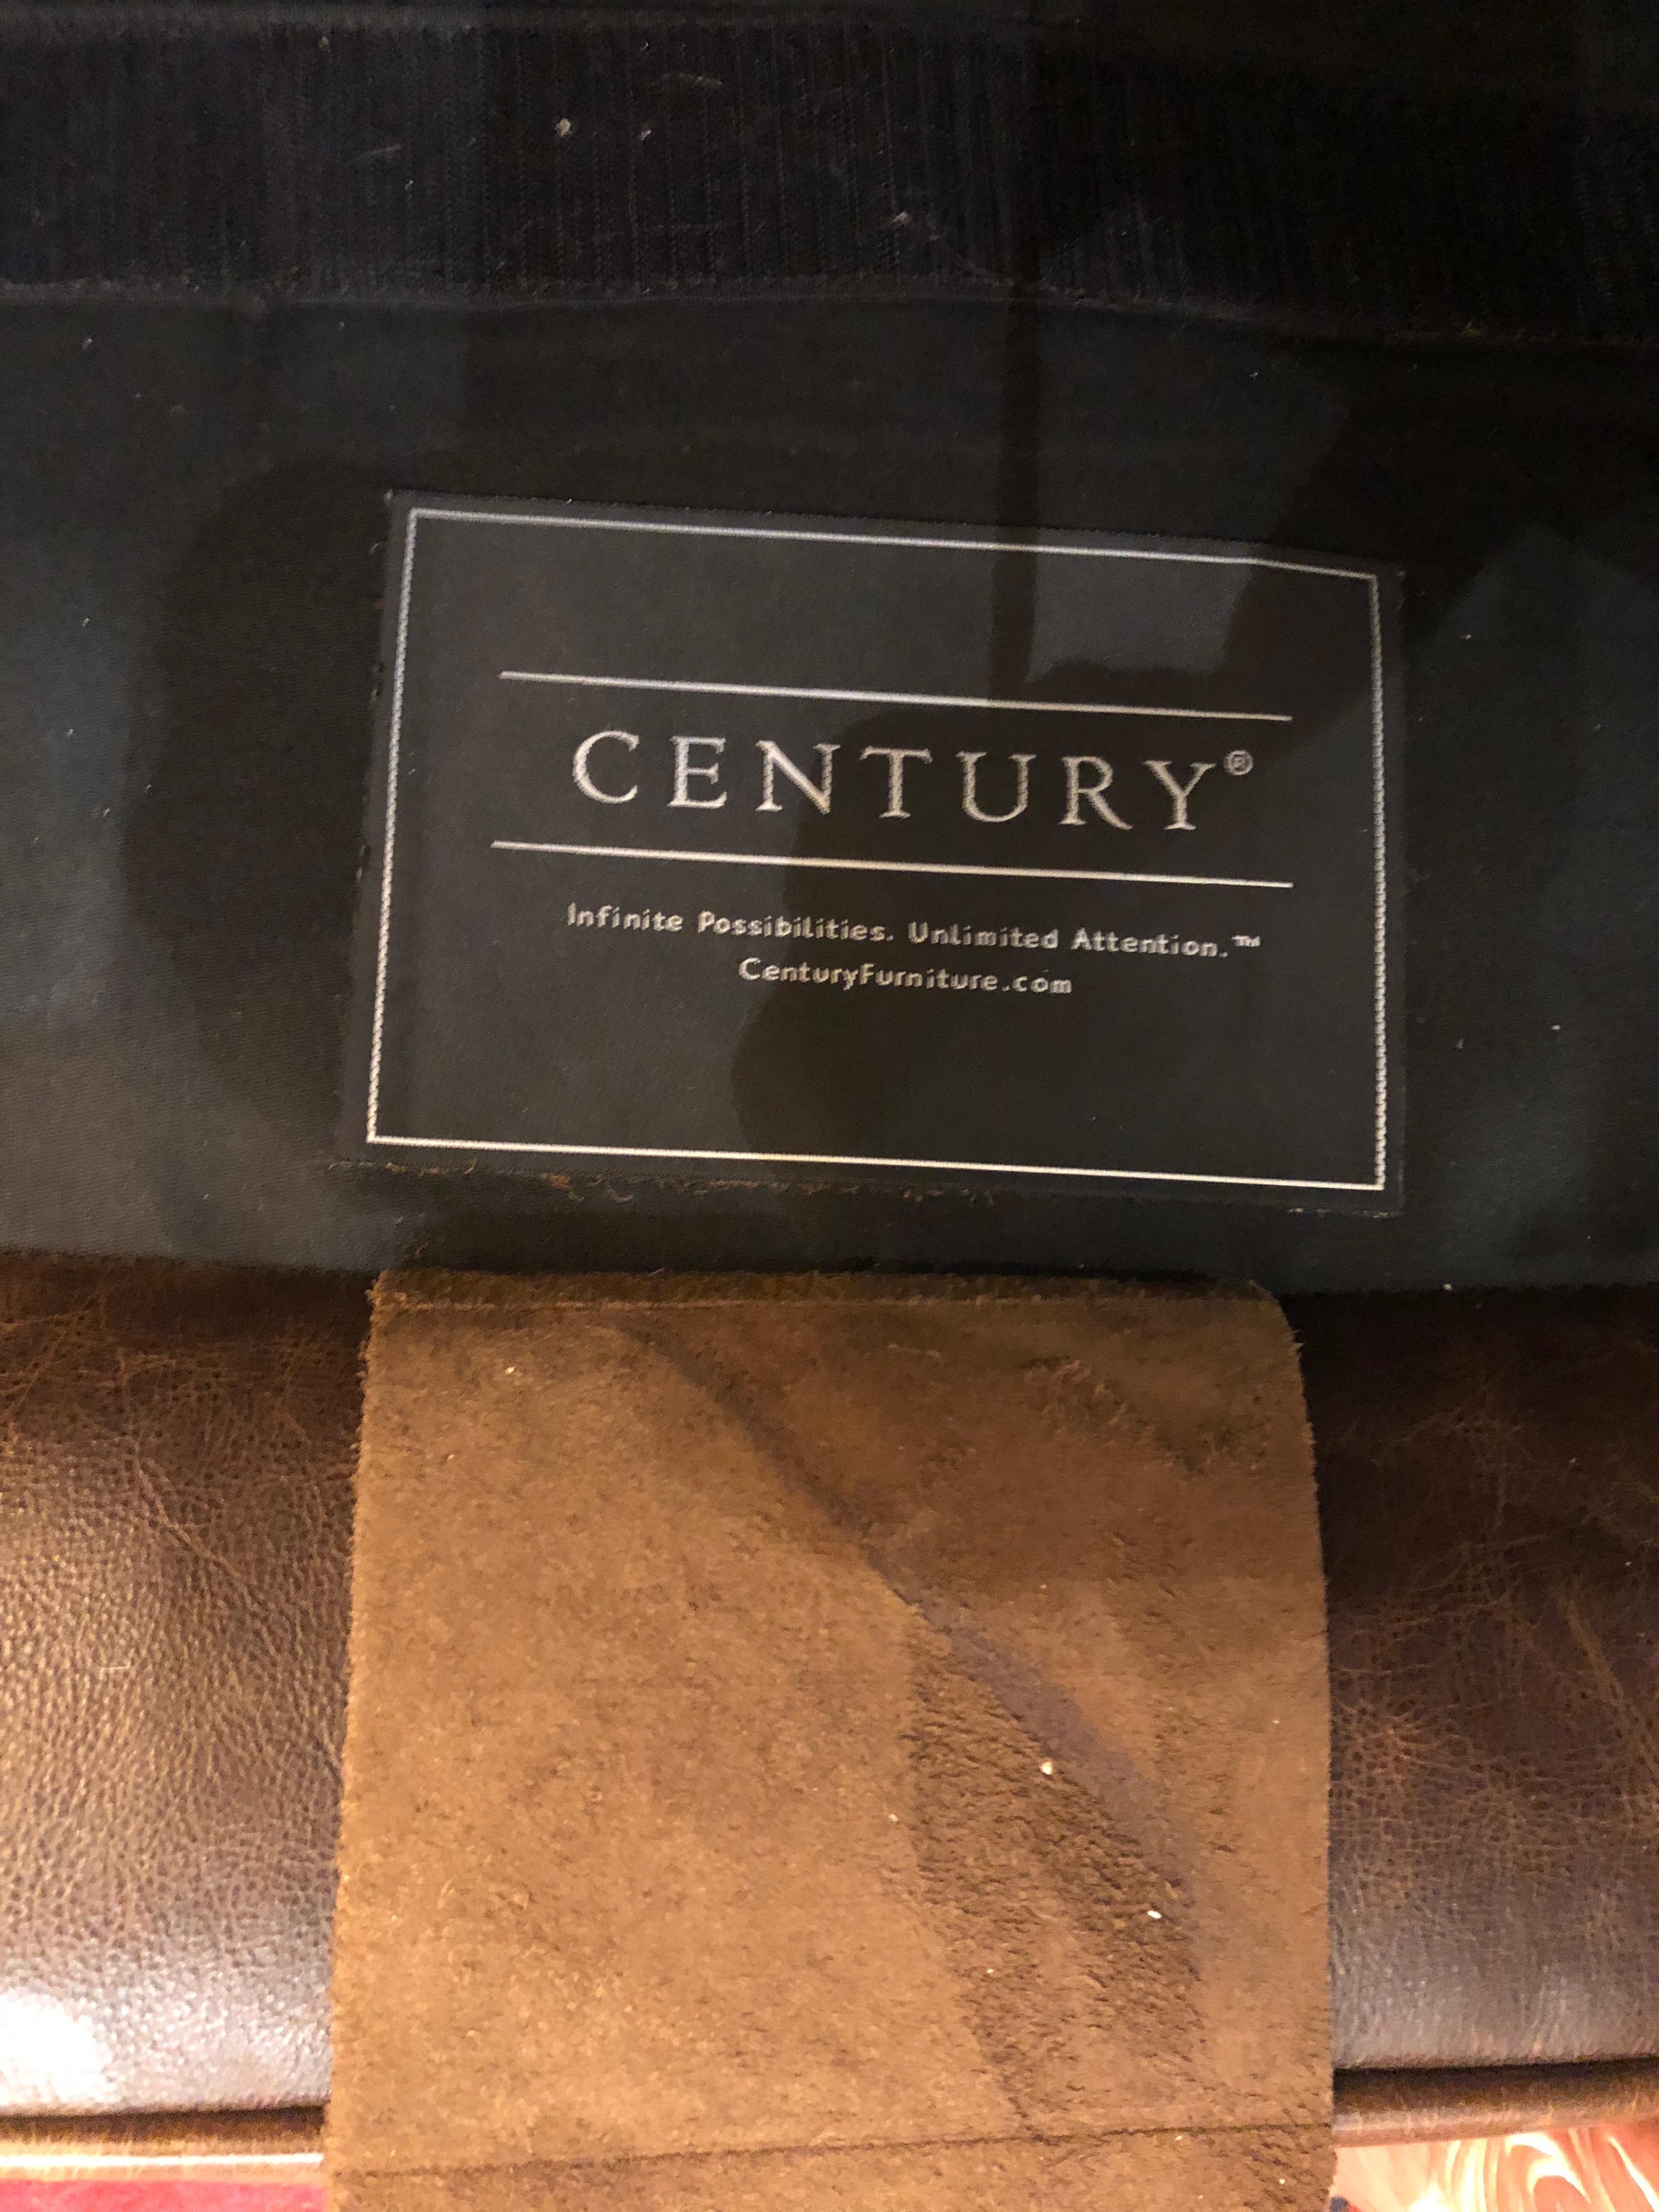 CENTURY®
Infinite Possibilities. Unlimited Attention.™
CenturyFurniture.com